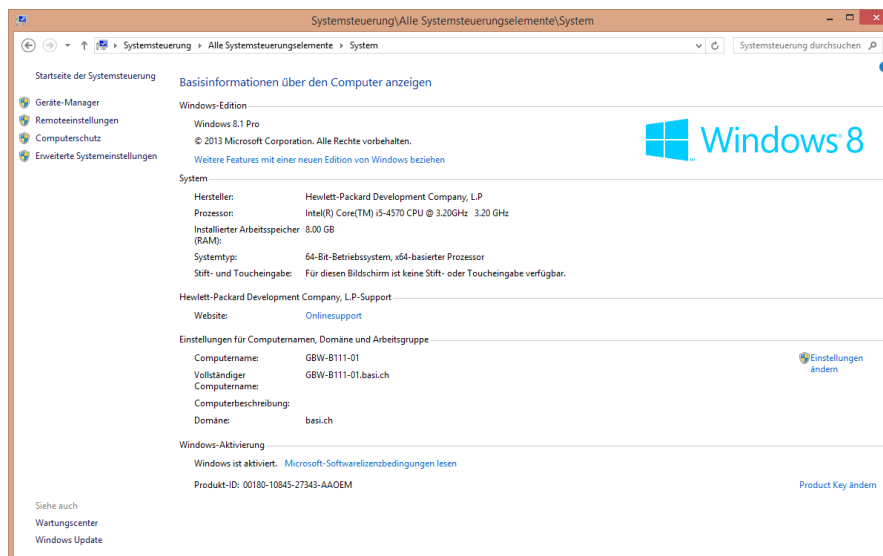 Systemsteuerung\Alle Systemsteuerungselemente\System
Systemsteuerung Alle Systemsteuerungselemente System
Systemsteuerung durchsuchen
Startseite der Systemsteuerung
Geräte-Manager
Remoteeinstellungen
Computerschutz
Erweiterte Systemeinstellungen
Basisinformationen über den Computer anzeigen
Windows-Edition
Windows 8.1 Pro
© 2013 Microsoft Corporation. Alle Rechte vorbehalten.
Weitere Features mit einer neuen Edition von Windows beziehen
Windows 8
System
Hersteller: Hewlett-Packard Development Company, L.P
Prozessor: Intel(R) Core(TM) i5-4570 CPU @ 3.20GHz 3.20 GHz
Installierter Arbeitsspeicher 8.00 GB
(RAM):
Systemtyp: 64-Bit-Betriebssystem, x64-basierter Prozessor
Stift- und Toucheingabe: Für diesen Bildschirm ist keine Stift- oder Toucheingabe verfügbar.
Hewlett-Packard Development Company, L.P-Support
Website: Onlinesupport
Einstellungen für Computernamen, Domäne und Arbeitsgruppe
Computername: GBW-B111-01
Einstellungen
ändern
Vollständiger GBW-B111-01.basi.ch
Computername:
Computerbeschreibung:
Domäne: basi.ch
Windows-Aktivierung
Windows ist aktiviert. Microsoft-Softwarelizenzbedingungen lesen
Produkt-ID: 00180-10845-27343-AAOEM
Product Key ändern
Siehe auch
Wartungscenter
Windows Update